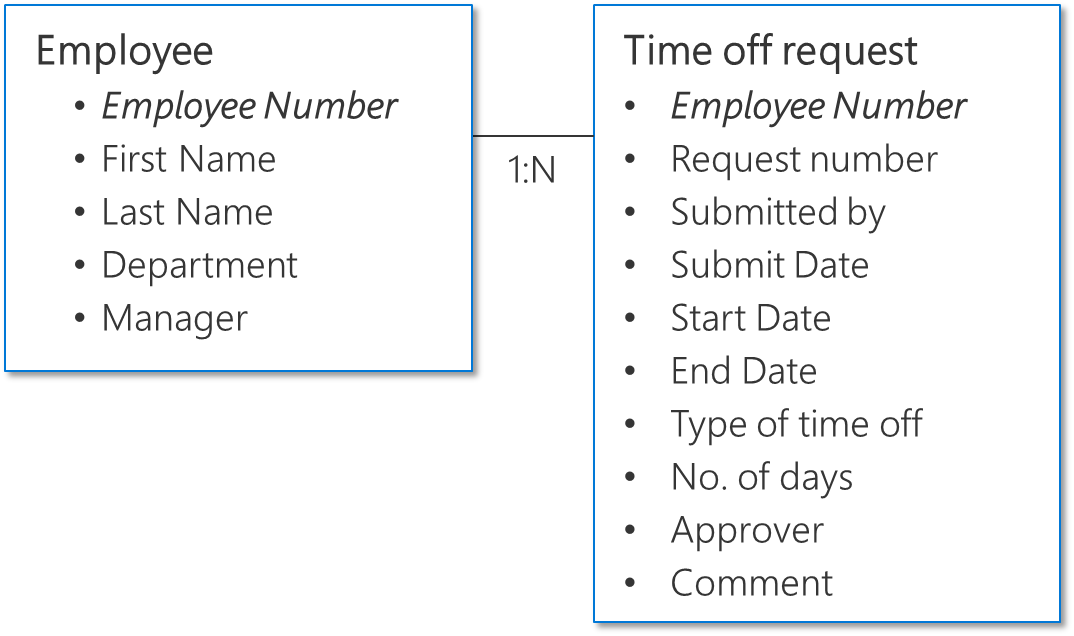 Employee
• Employee Number
• First Name
• Last Name
• Department
• Manager
1:N
Time off request
• Employee Number
• Request number
• Submitted by
• Submit Date
• Start Date
• End Date
• Type of time off
• No. of days
• Approver
• Comment